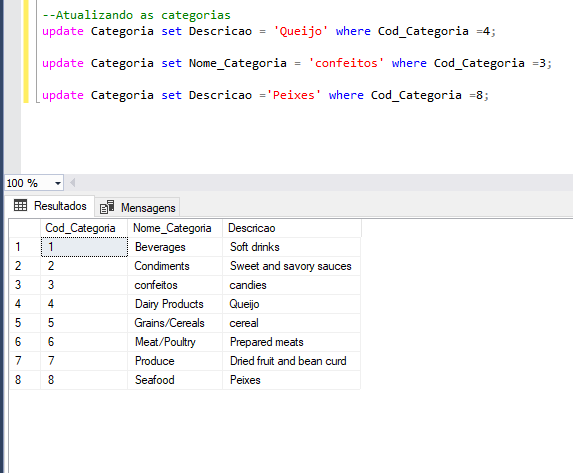 --Atualizando as categorias
update Categoria set Descricao = 'Queijo' where Cod_Categoria =4;
update Categoria set Nome_Categoria = 'confeitos' where Cod_Categoria =3;
update Categoria set Descricao ='Peixes' where Cod_Categoria =8;
100 %
Resultados Mensagens
Cod_Categoria Nome_Categoria Descricao
1 1 Beverages Soft drinks
2 2 Condiments Sweet and savory sauces
3 3 confeitos candies
4 4 Dairy Products Queijo
5 5 Grains/Cereals cereal
6 6 Meat/Poultry Prepared meats
7 7 Produce Dried fruit and bean curd
8 8 Seafood Peixes